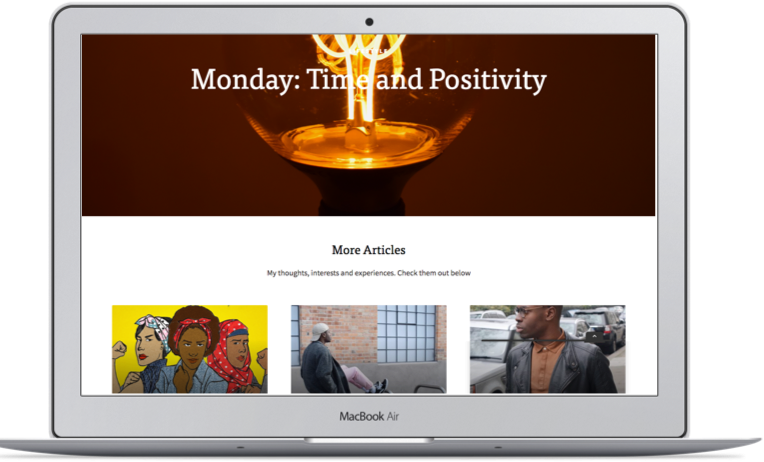 Monday: Time and Positivity
More Articles
My thoughts, interests and experiences. Check them out below
MacBook Air